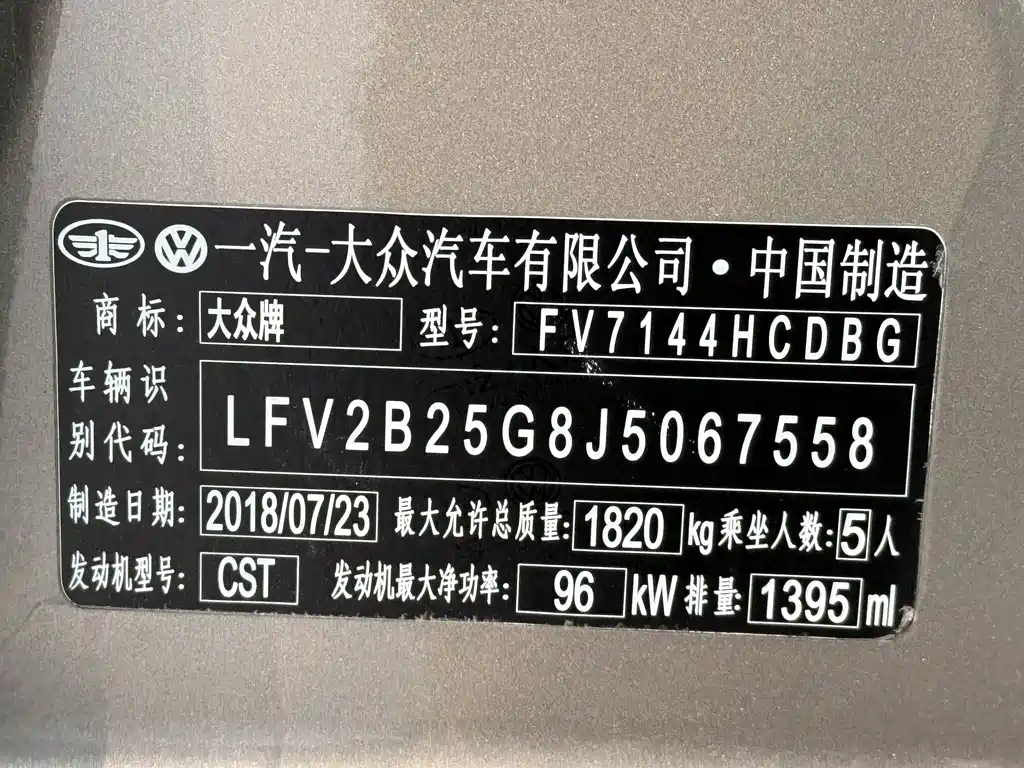 一汽-大众汽车有限公司·中国制造
商标: 大众牌 型号: FV7144HCDBG
车辆识别代码: LFV2B25G8J5067558
制造日期: 2018/07/23 最大允许总质量: 1820 kg 乘坐人数: 5 人
发动机型号: CST 发动机最大净功率: 96 kW 排量: 1395 ml